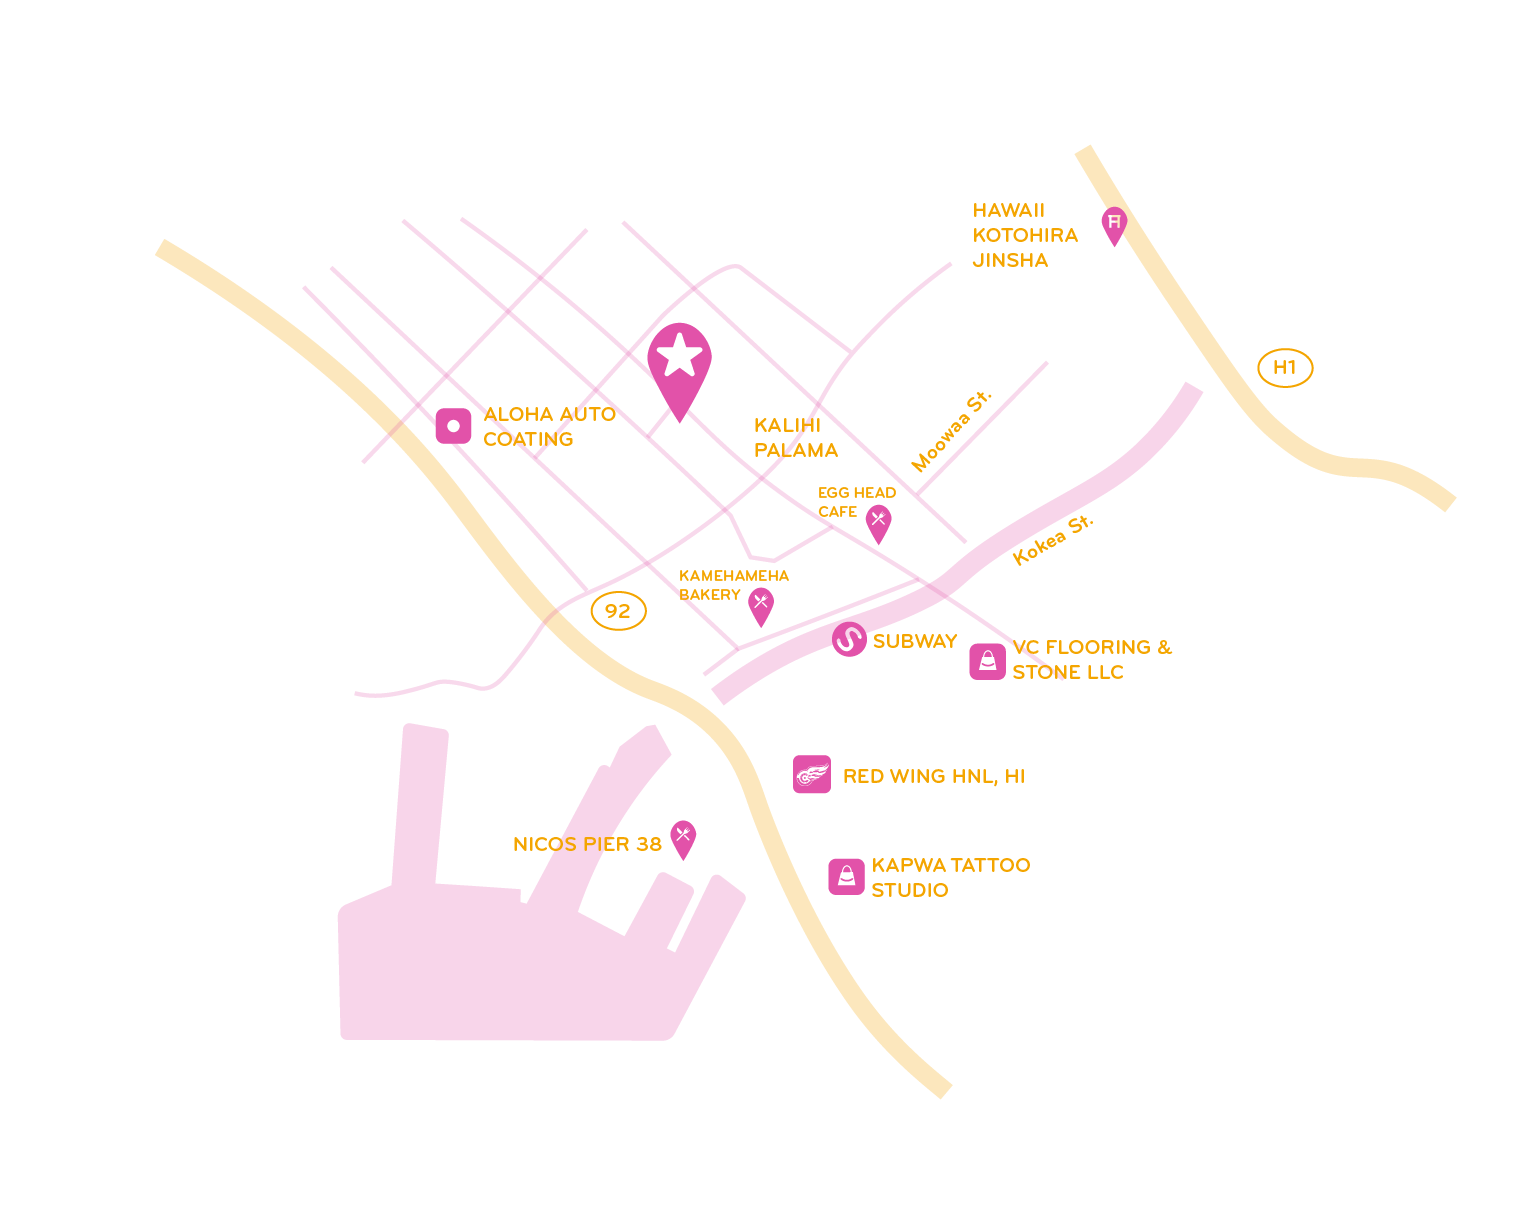 HAWAII
KOTOHIRA
JINSHA
H1
ALOHA AUTO
COATING
KALIHI
PALAMA
Moowaa St.
EGG HEAD
CAFE
Kokea St.
KAMEHAMEHA
BAKERY
92
SUBWAY
VC FLOORING &
STONE LLC
RED WING HNL, HI
NICOS PIER 38
KAPWA TATTOO
STUDIO